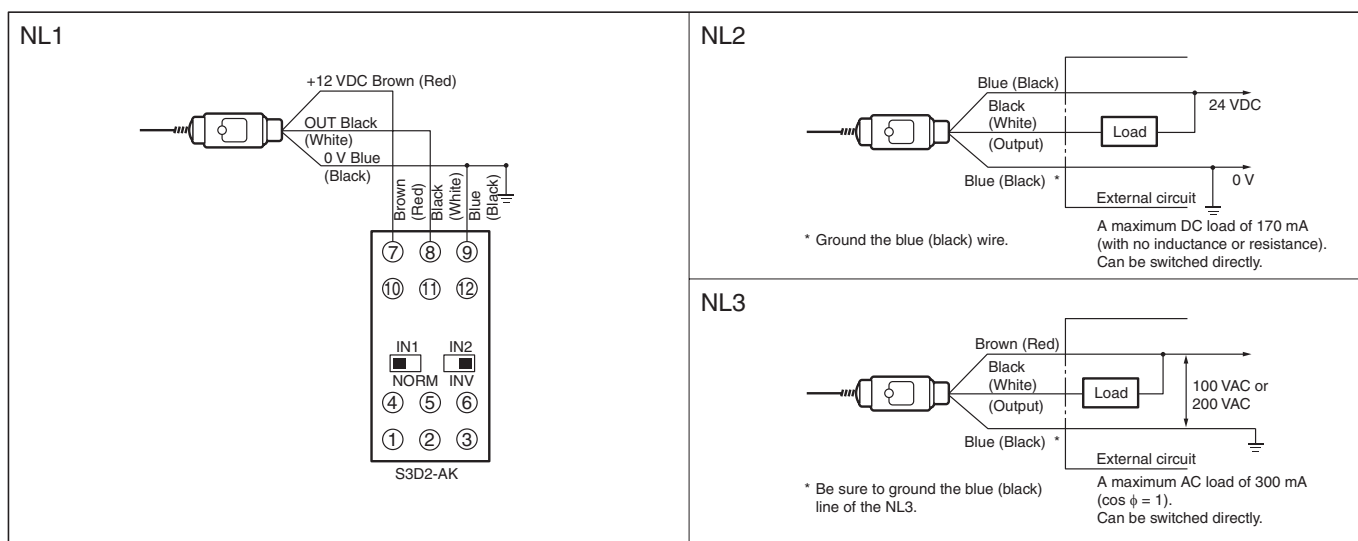 NL1
+12 VDC Brown (Red)
OUT Black
(White)
0 V Blue
(Black)
Brown
(Red)
Black
(White)
Blue
(Black)
7 8 9
10 11 12
IN1 IN2
NORM INV
4 5 6
1 2 3
S3D2-AK
NL2
Blue (Black)
24 VDC
Black
(White)
(Output)
Load
Blue (Black) *
0 V
External circuit
* Ground the blue (black) wire.
A maximum DC load of 170 mA
(with no inductance or resistance).
Can be switched directly.
NL3
Brown (Red)
Black
(White)
(Output)
Load
100 VAC or
200 VAC
Blue (Black) *
External circuit
* Be sure to ground the blue (black)
line of the NL3.
A maximum AC load of 300 mA
(cos ϕ = 1).
Can be switched directly.